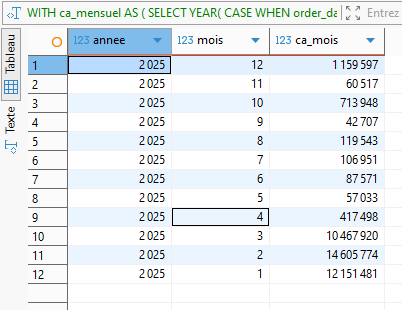 WITH ca_mensuel AS ( SELECT YEAR( CASE WHEN order_da Entrez
Tableau
Texte
123 annee 123 mois 123 ca_mois
1 2 025 12 1 159 597
2 2 025 11 60 517
3 2 025 10 713 948
4 2 025 9 42 707
5 2 025 8 119 543
6 2 025 7 106 951
7 2 025 6 87 571
8 2 025 5 57 033
9 2 025 4 417 498
10 2 025 3 10 467 920
11 2 025 2 14 605 774
12 2 025 1 12 151 481